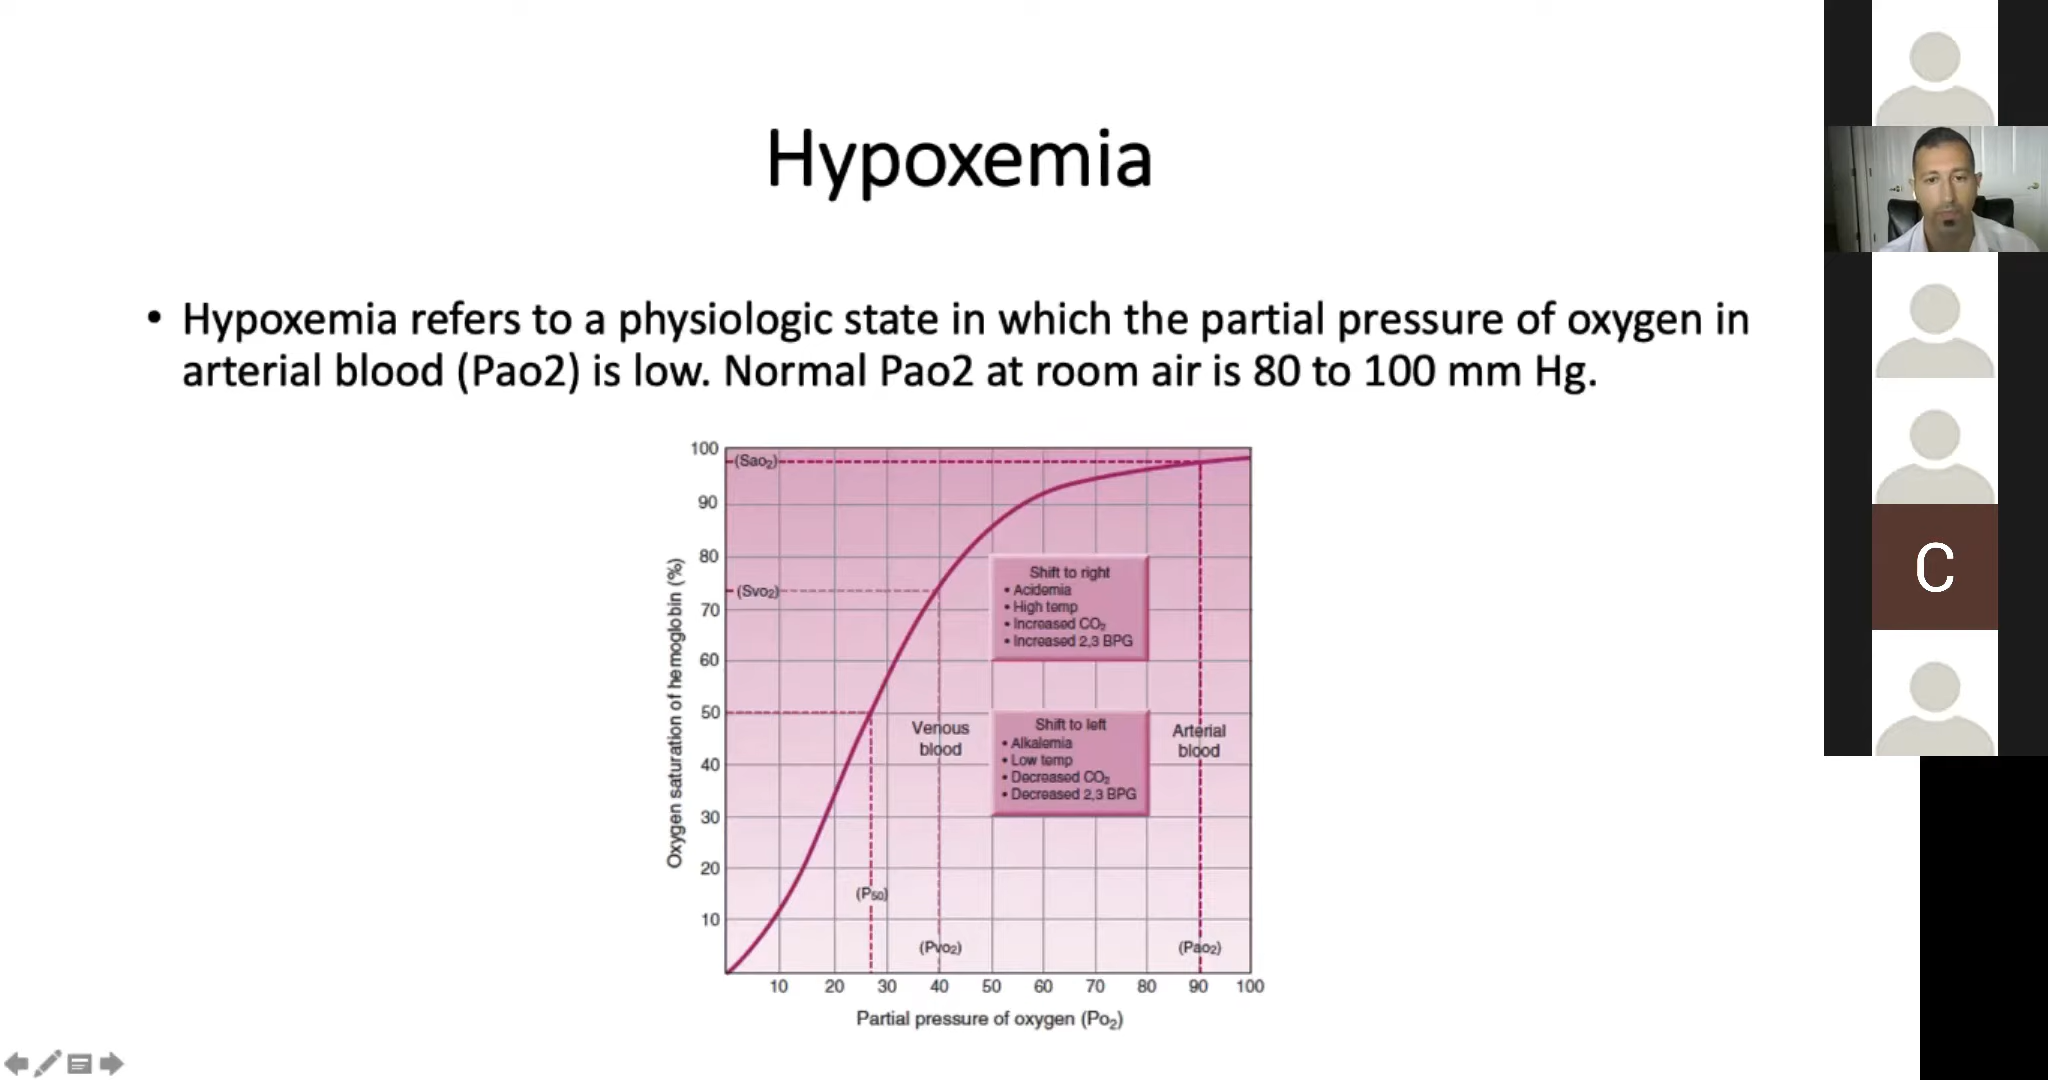 Hypoxemia
• Hypoxemia refers to a physiologic state in which the partial pressure of oxygen in
arterial blood (Pao2) is low. Normal Pao2 at room air is 80 to 100 mm Hg.
Oxygen saturation of hemoglobin (%)
100
90
80
70
60
50
40
30
20
10
(Sao₂)
(Svo₂)
Shift to right
• Acidemia
• High temp
• Increased CO₂
• Increased 2,3 BPG
Venous
blood
Shift to left
• Alkalemia
• Low temp
• Decreased CO₂
• Decreased 2,3 BPG
Arterial
blood
(P₅₀)
(Pvo₂)
(Pao₂)
10 20 30 40 50 60 70 80 90 100
Partial pressure of oxygen (Po₂)
C